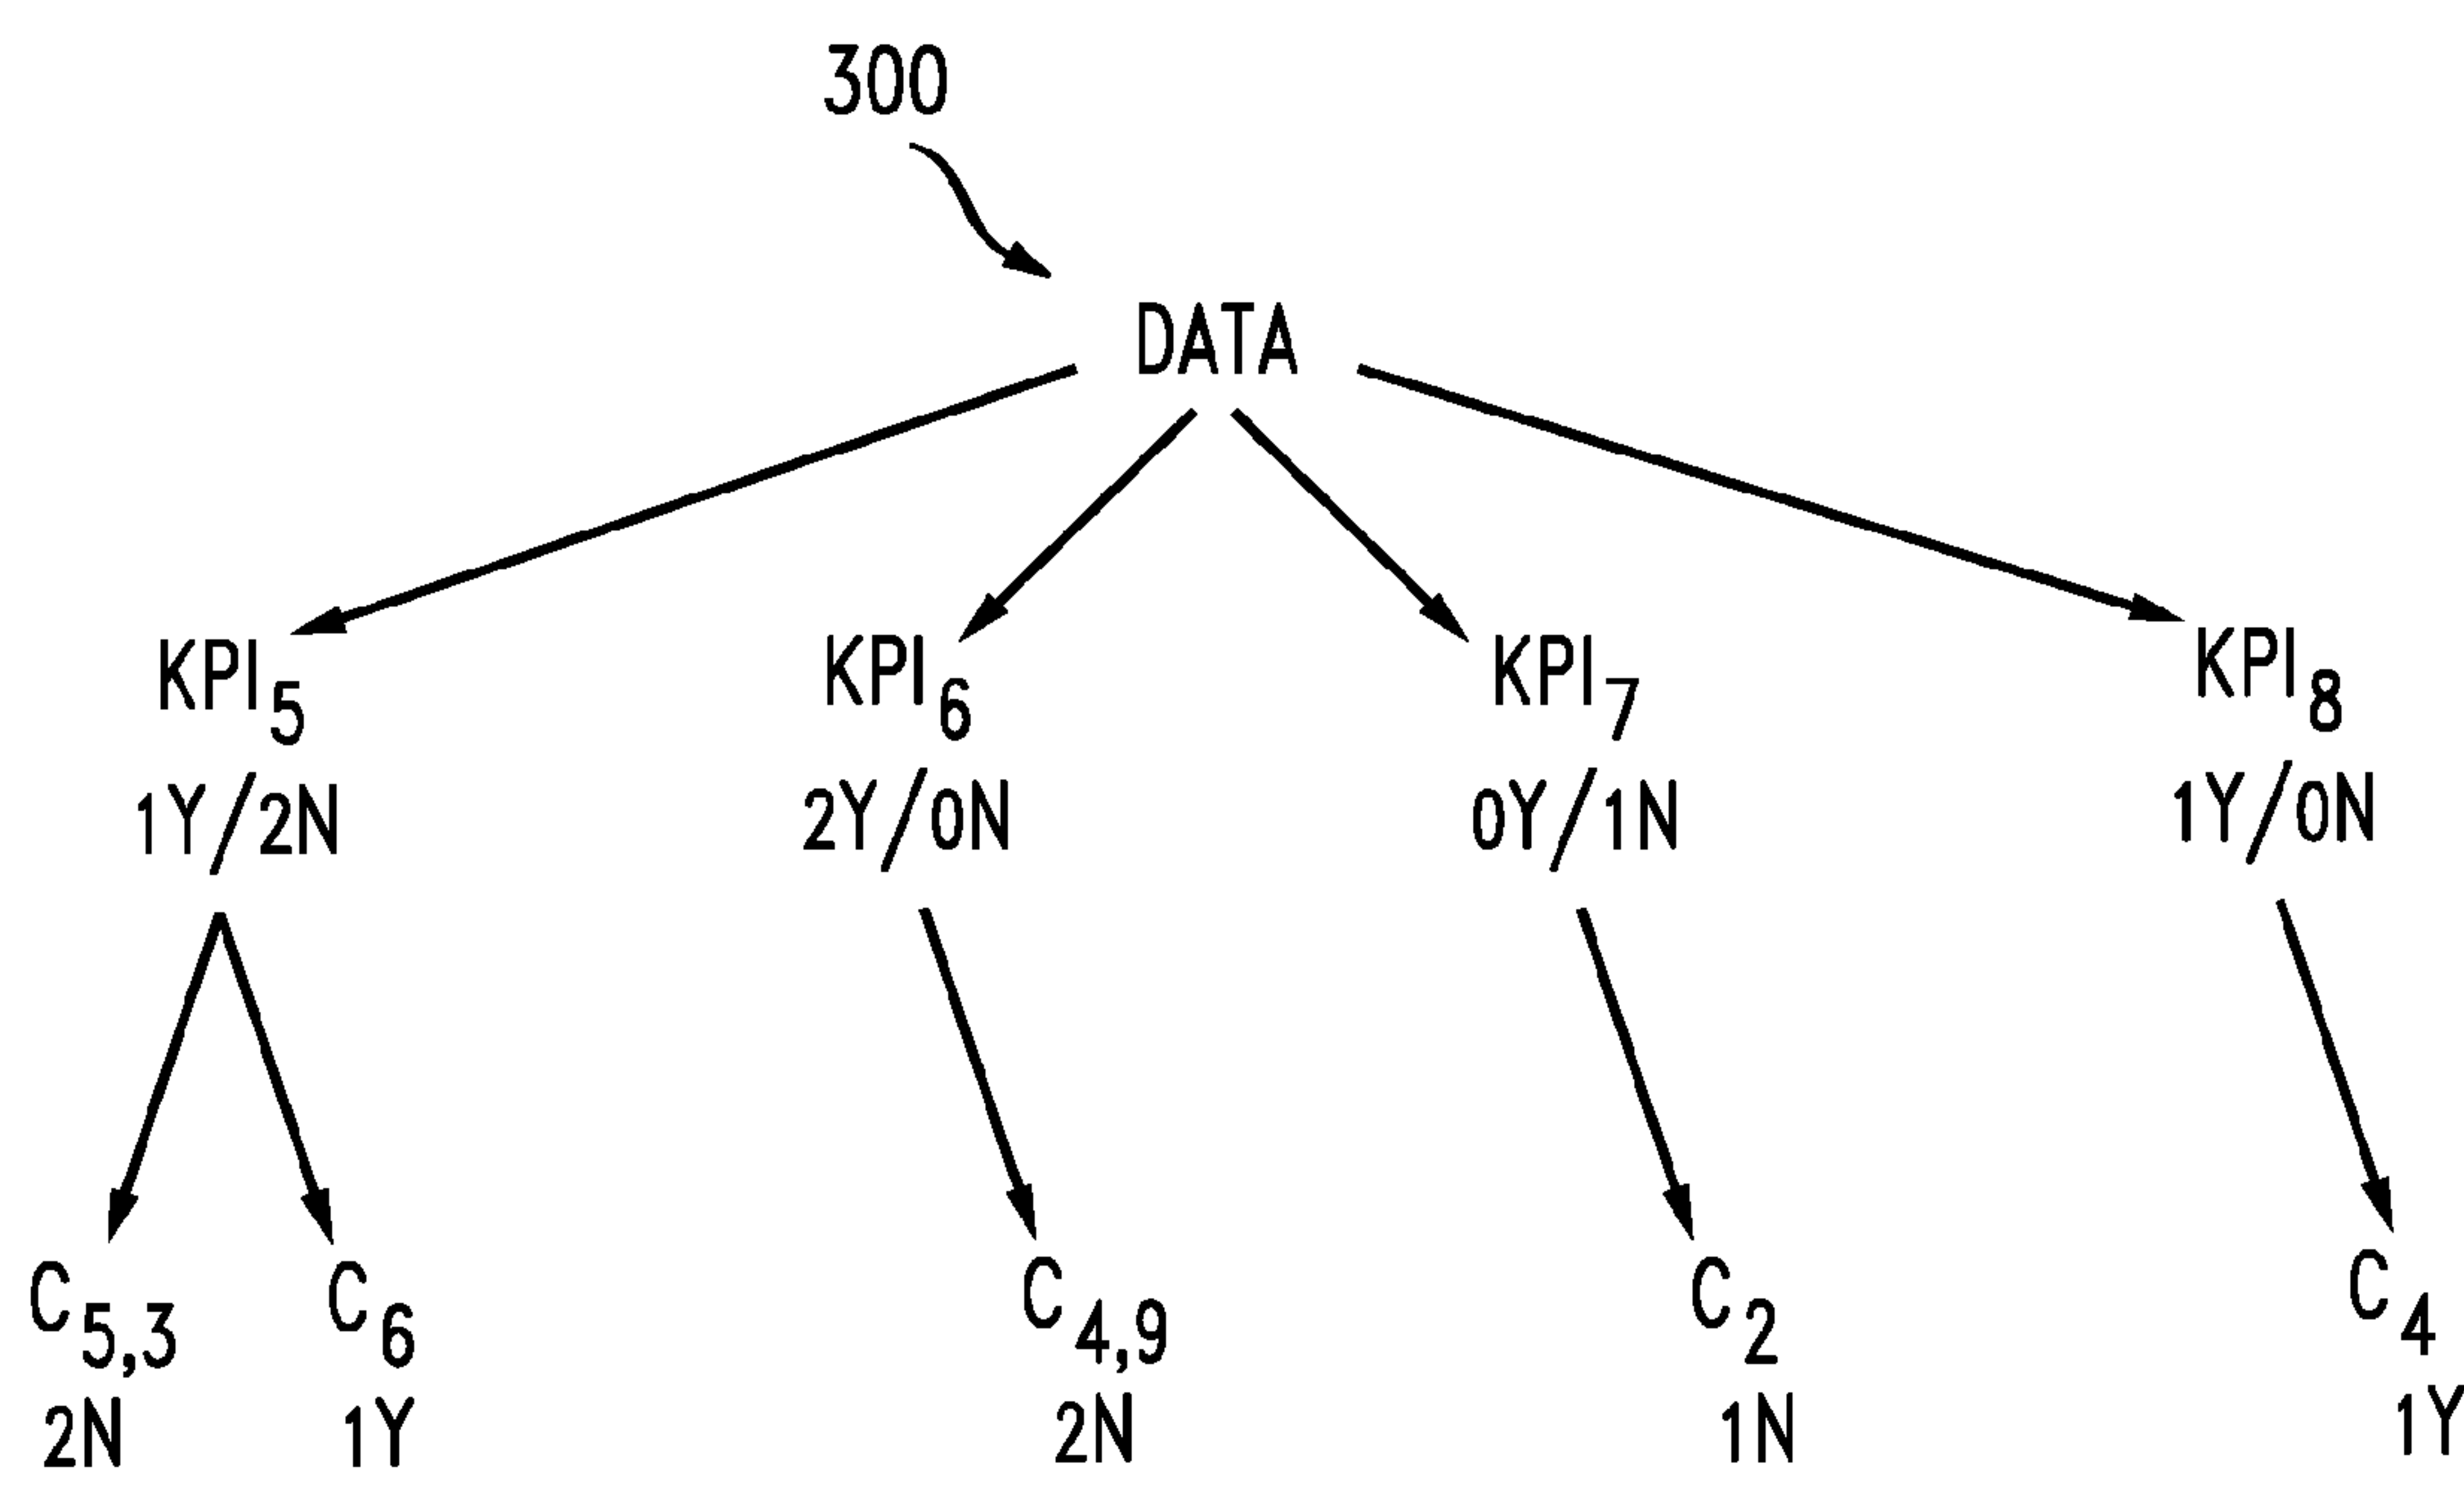 300
DATA
KPI5 KPI6 KPI7 KPI8
1Y/2N 2Y/0N 0Y/1N 1Y/0N
C5,3 C6 C4,9 C2 C4
2N 1Y 2N 1N 1Y